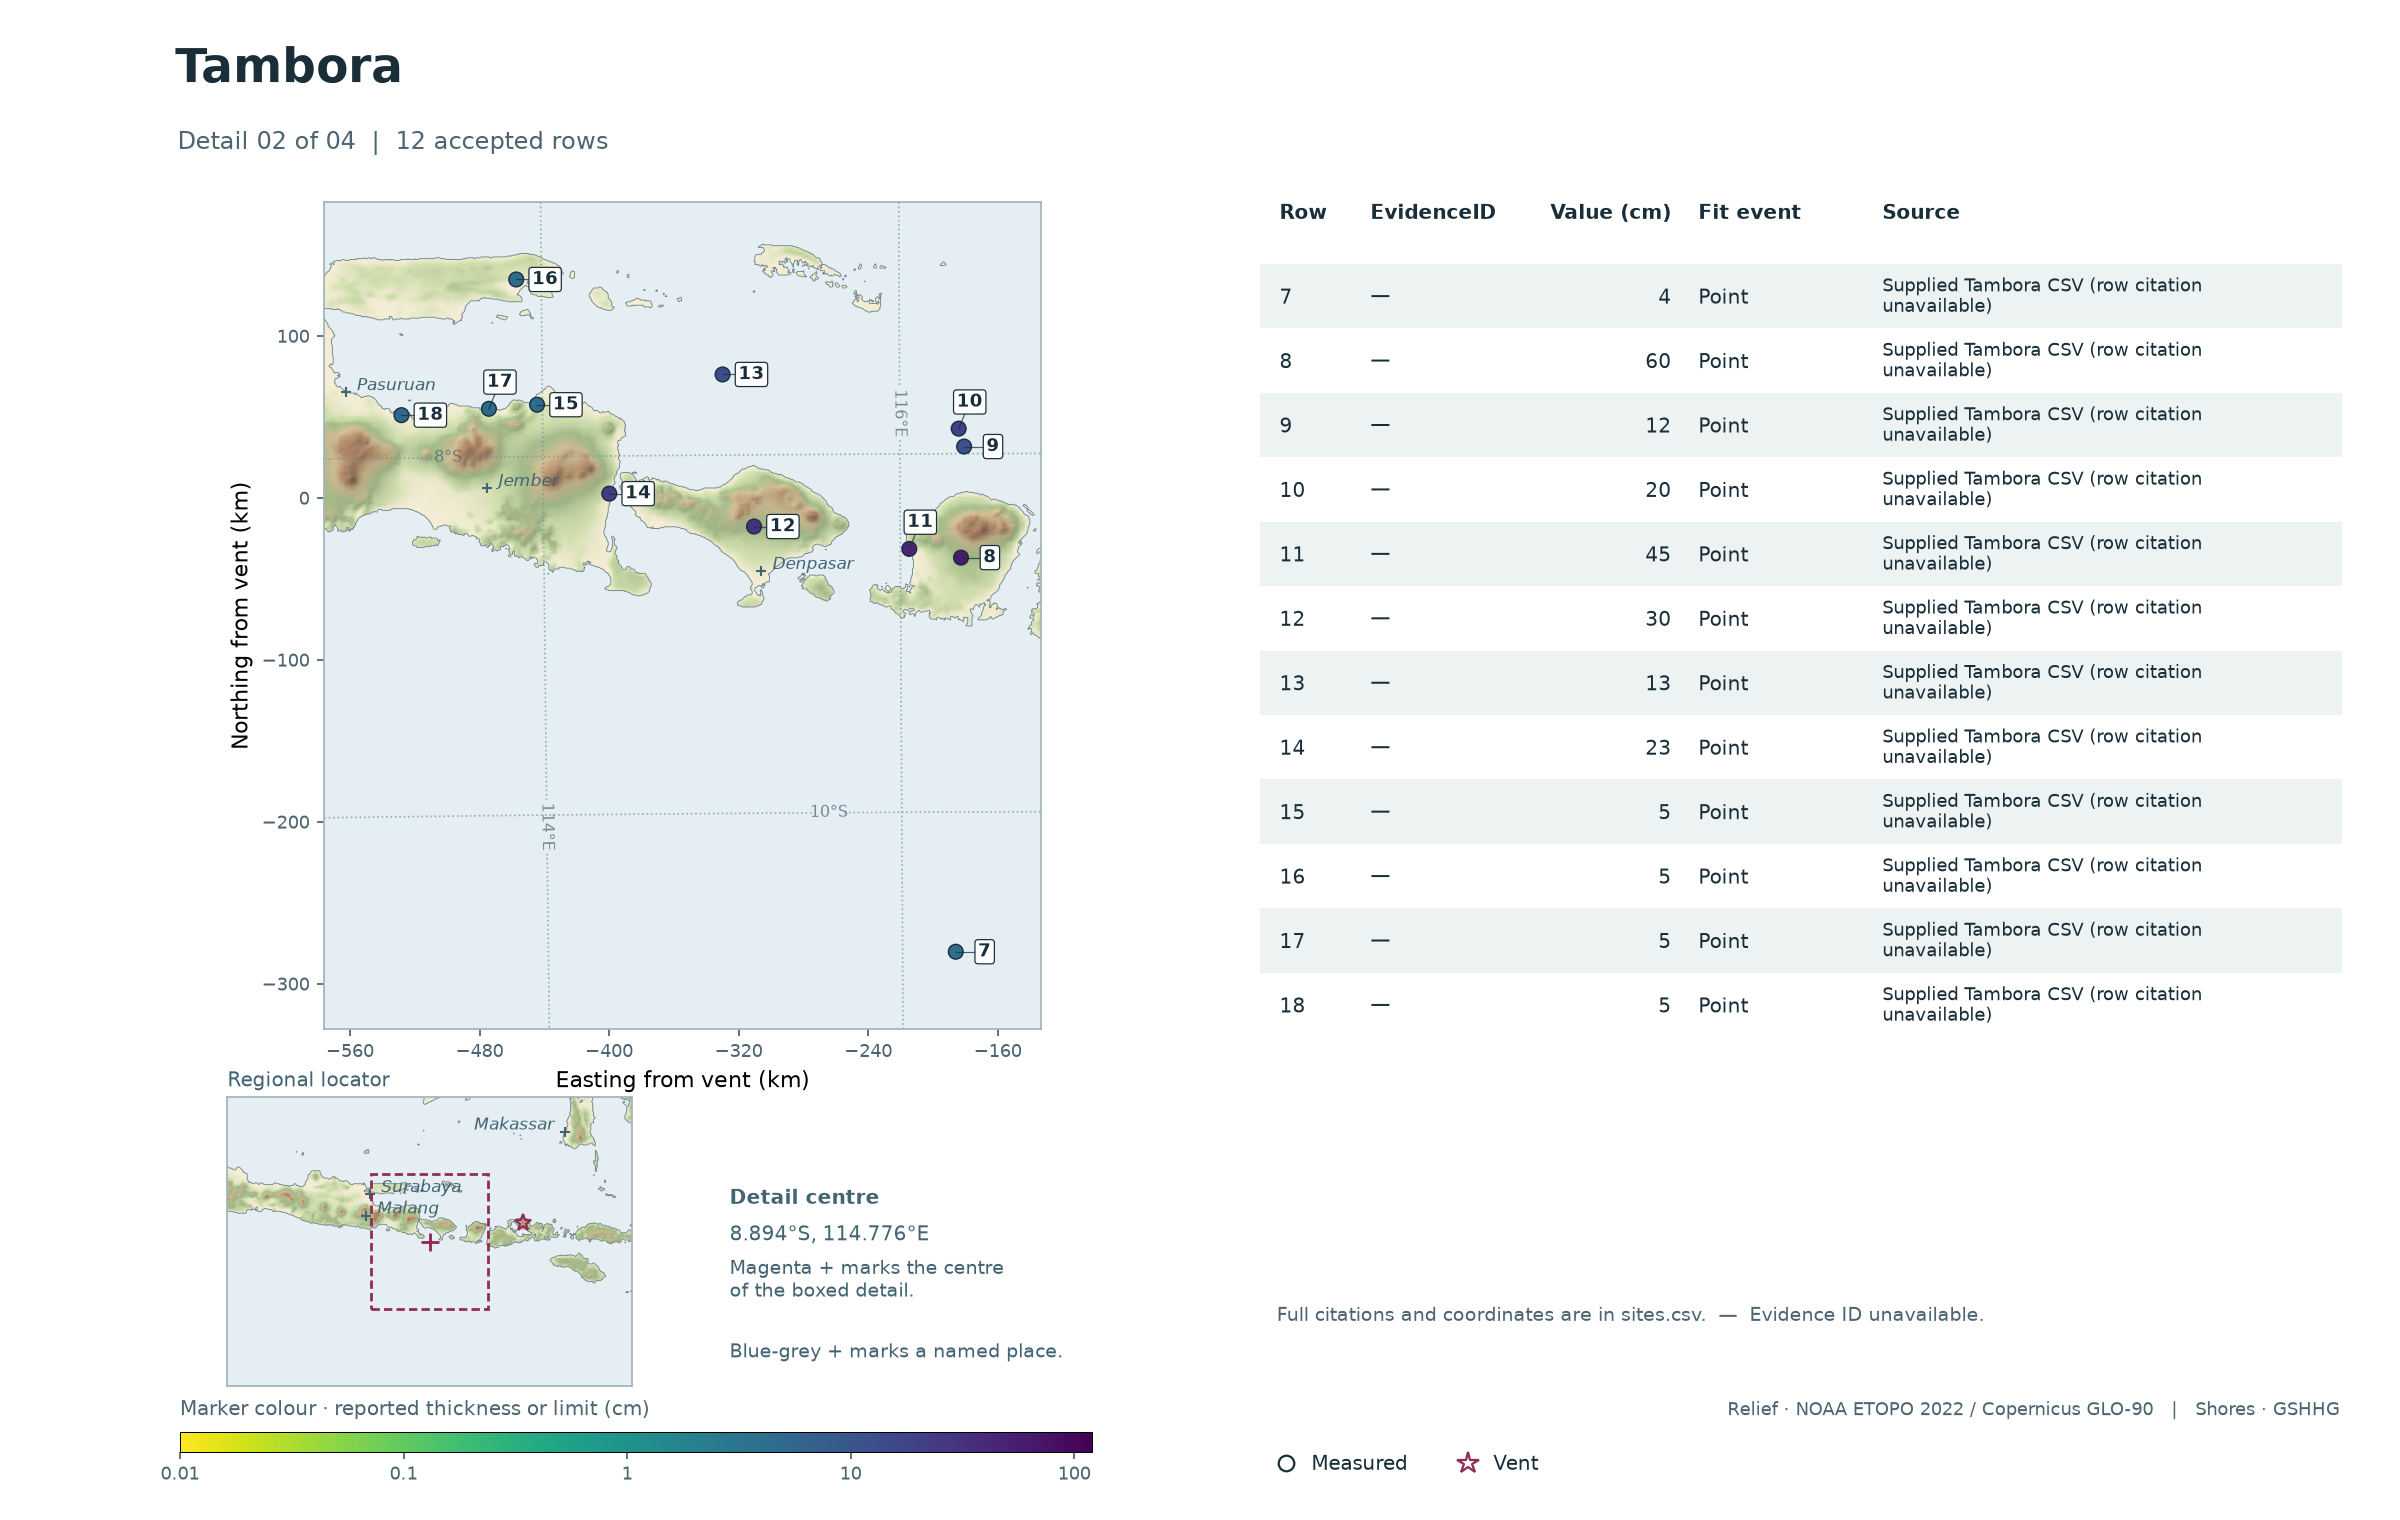 Tambora
Detail 02 of 04 | 12 accepted rows
16
100
13
Pasuruan
17
18
15
116°E
10
9
8°S
Jember
0
14
12
11
8
Denpasar
Northing from vent (km)
−100
−200
114°E
10°S
7
−300
−560
−480
−400
−320
−240
−160
Easting from vent (km)
Row EvidenceID Value (cm) Fit event Source
7 — 4 Point Supplied Tambora CSV (row citation
unavailable)
8 — 60 Point Supplied Tambora CSV (row citation
unavailable)
9 — 12 Point Supplied Tambora CSV (row citation
unavailable)
10 — 20 Point Supplied Tambora CSV (row citation
unavailable)
11 — 45 Point Supplied Tambora CSV (row citation
unavailable)
12 — 30 Point Supplied Tambora CSV (row citation
unavailable)
13 — 13 Point Supplied Tambora CSV (row citation
unavailable)
14 — 23 Point Supplied Tambora CSV (row citation
unavailable)
15 — 5 Point Supplied Tambora CSV (row citation
unavailable)
16 — 5 Point Supplied Tambora CSV (row citation
unavailable)
17 — 5 Point Supplied Tambora CSV (row citation
unavailable)
18 — 5 Point Supplied Tambora CSV (row citation
unavailable)
Regional locator
Makassar
Surabaya
Malang
Detail centre
8.894°S, 114.776°E
Magenta + marks the centre
of the boxed detail.
Blue-grey + marks a named place.
Full citations and coordinates are in sites.csv. — Evidence ID unavailable.
Marker colour · reported thickness or limit (cm)
0.01
0.1
1
10
100
Relief · NOAA ETOPO 2022 / Copernicus GLO-90 | Shores · GSHHG
Measured
Vent